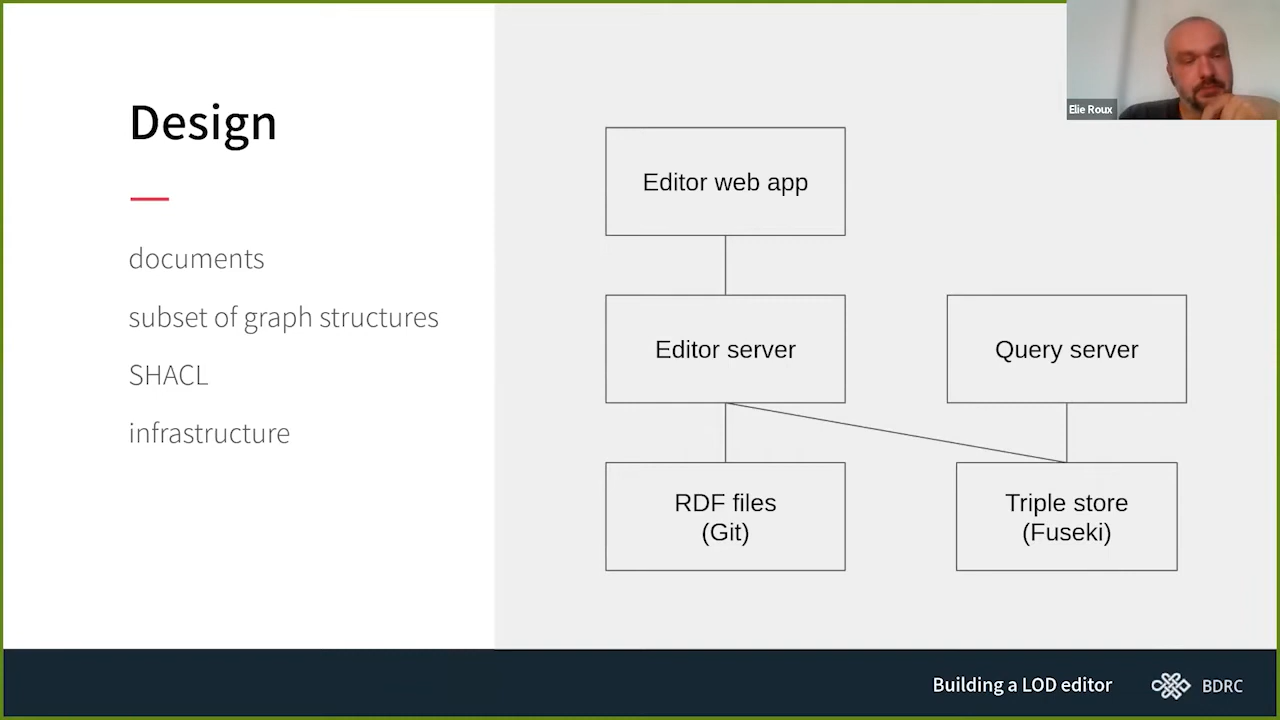 Design
documents
subset of graph structures
SHACL
infrastructure
Elie Roux
Editor web app
Editor server
Query server
RDF files
(Git)
Triple store
(Fuseki)
Building a LOD editor
BDRC